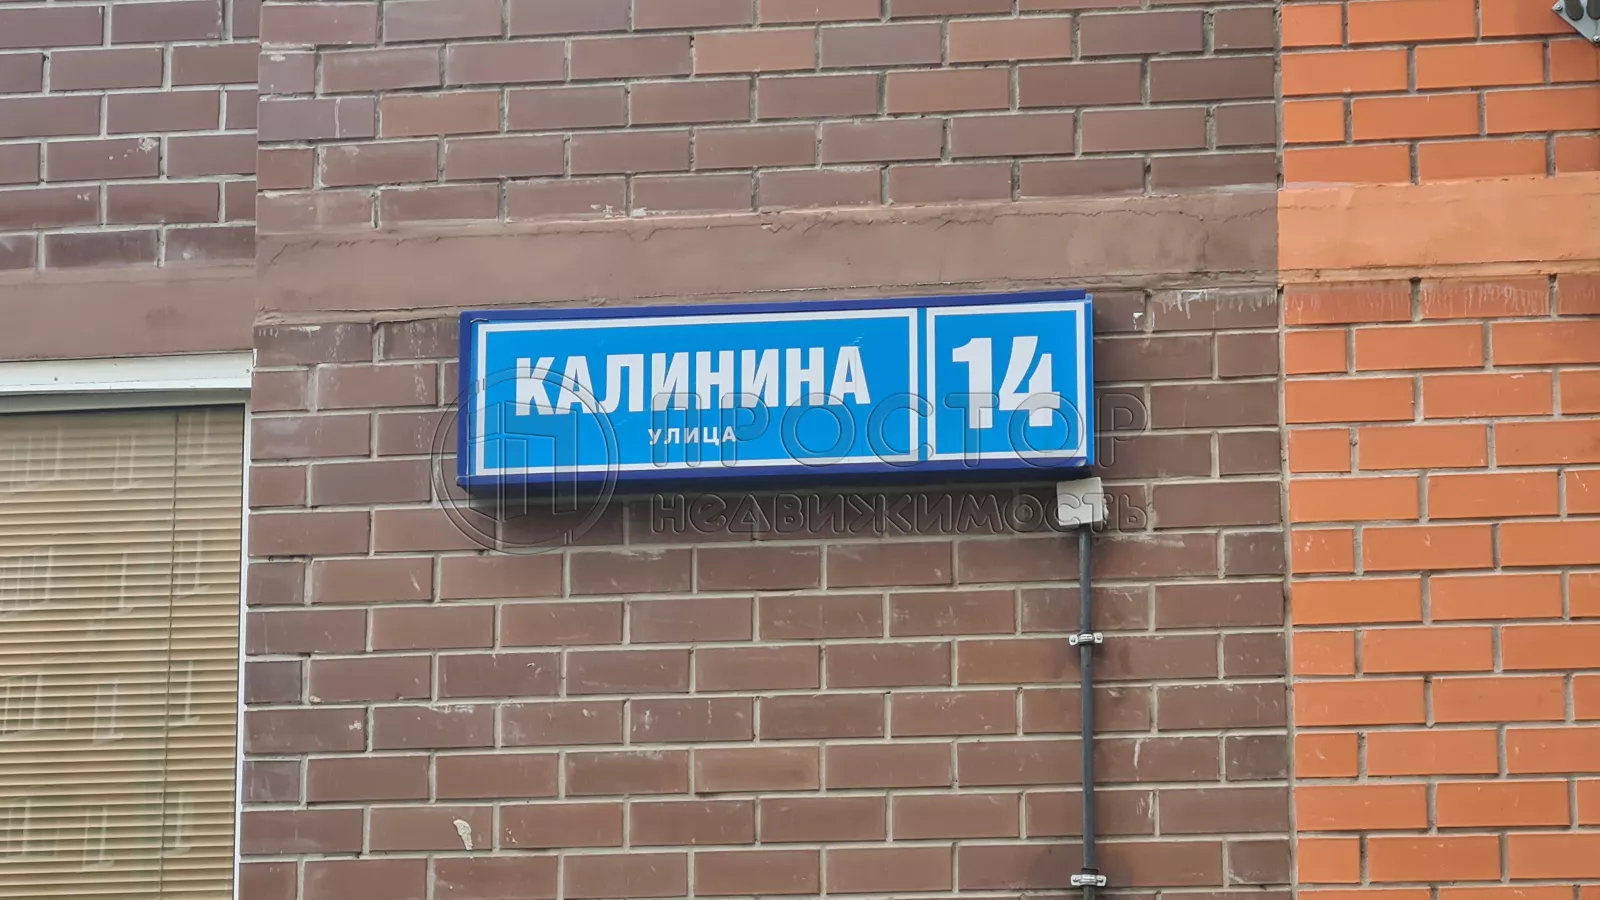 КАЛИНИНА
УЛИЦА
14
ПРОСТОР
НЕДВИЖИМОСТЬ